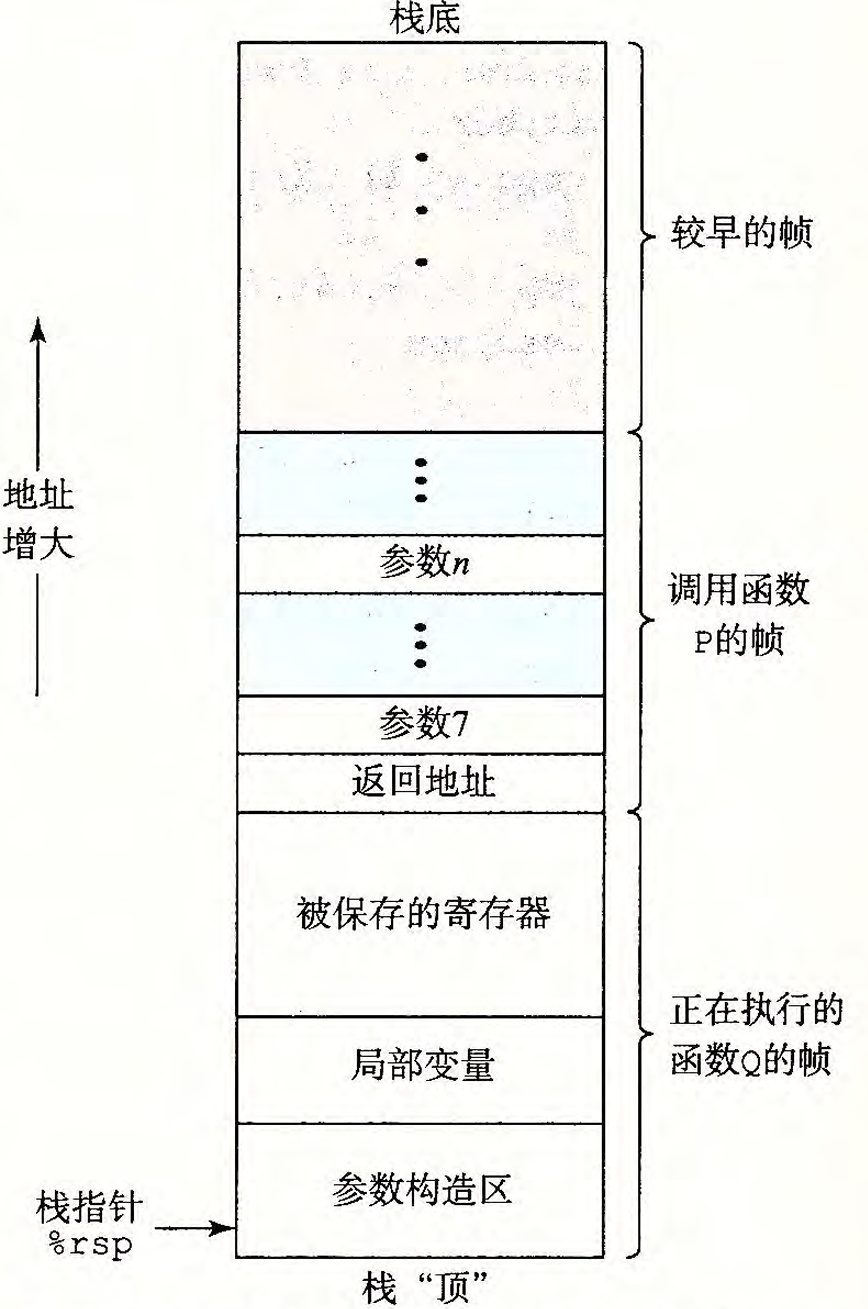 栈底
较早的帧
地址
增大
参数n
调用函数
P的帧
参数7
返回地址
被保存的寄存器
正在执行的
函数Q的帧
局部变量
参数构造区
栈指针
%rsp
栈“顶”